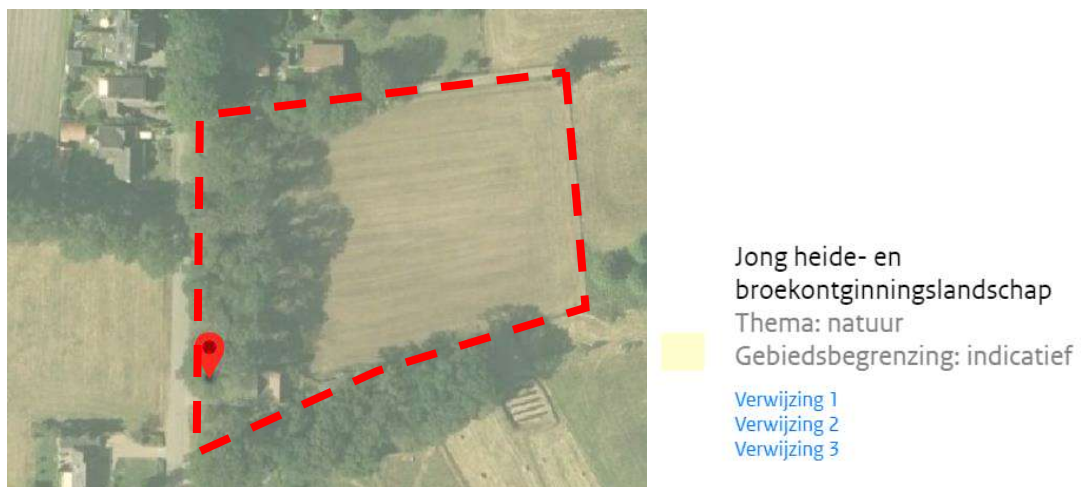 Jong heide- en
broekontginningslandschap
Thema: natuur
Gebiedsbegrenzing: indicatief
Verwijzing 1
Verwijzing 2
Verwijzing 3